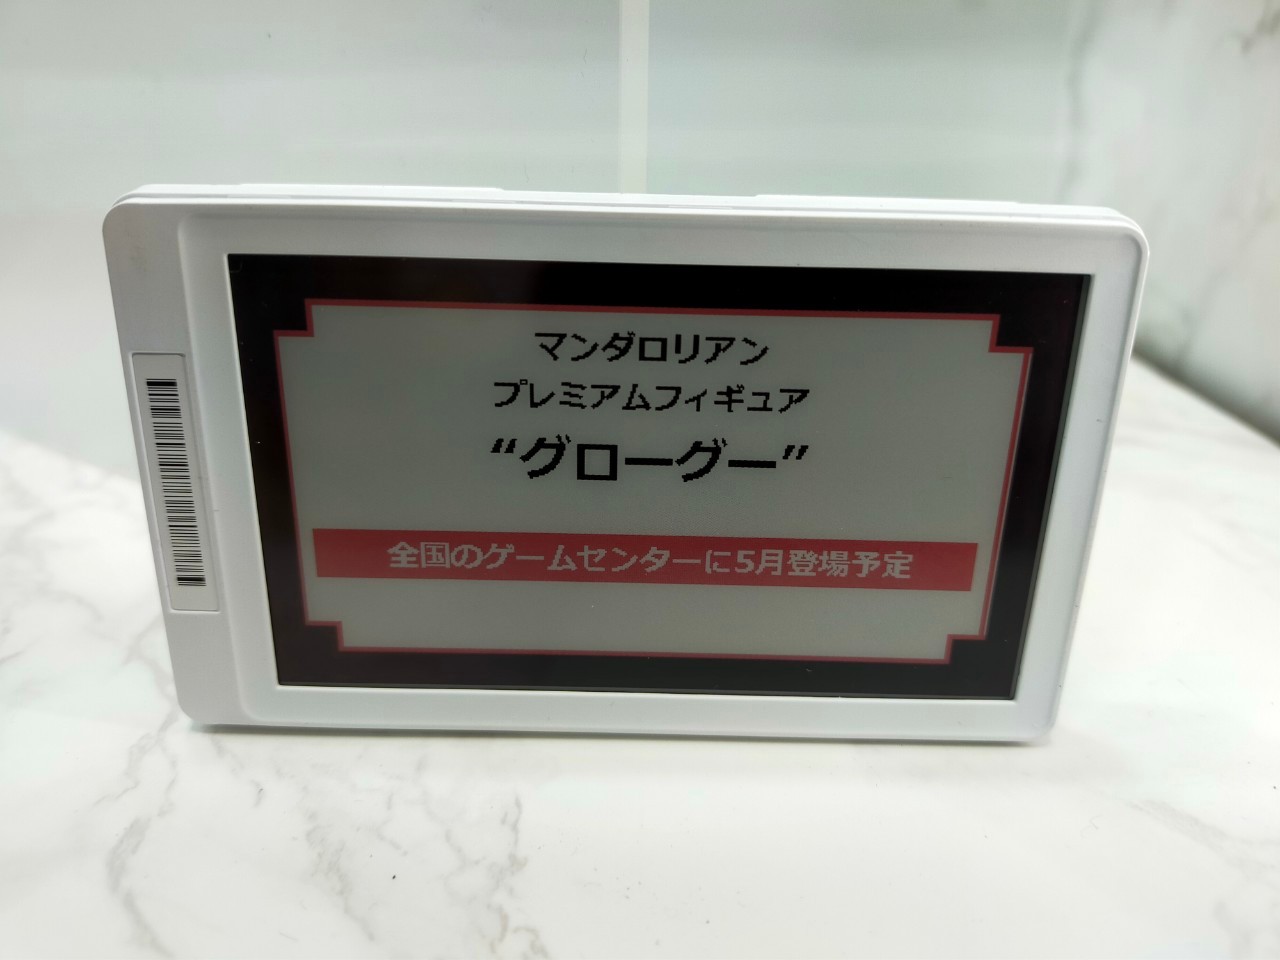 マンダロリアン
プレミアムフィギュア
“グローグー”
全国のゲームセンターに5月登場予定